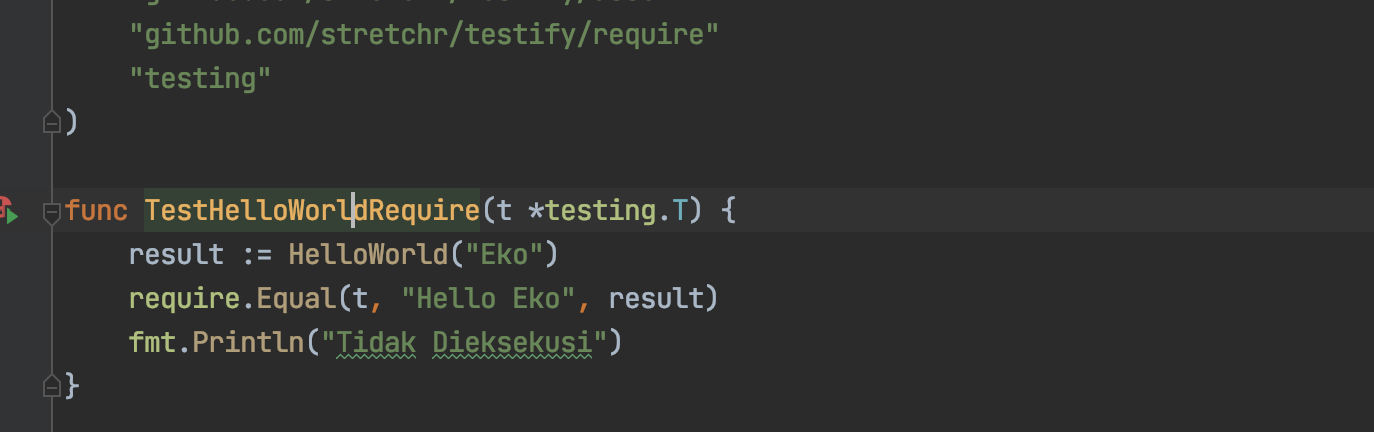 "github.com/stretchr/testify/require"
"testing"
)
func TestHelloWorldRequire(t *testing.T) {
result := HelloWorld("Eko")
require.Equal(t, "Hello Eko", result)
fmt.Println("Tidak Dieksekusi")
}